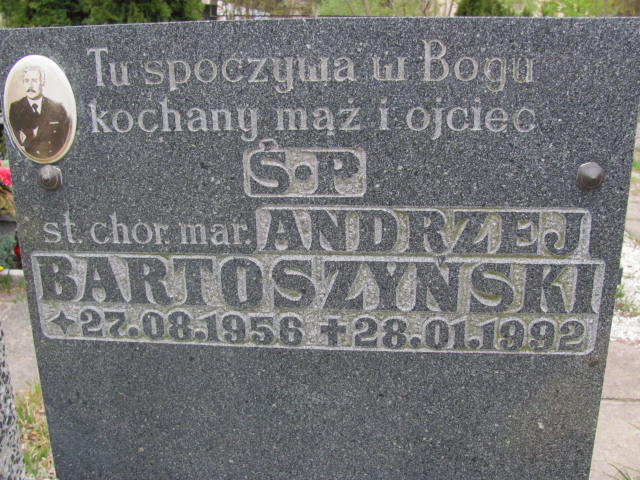 Tu spoczywa w Bogu
kochany mąż i ojciec
Ś•P
st. chor. mar. ANDRZEJ
BARTOSZYŃSKI
✦27.08.1956 ✝28.01.1992